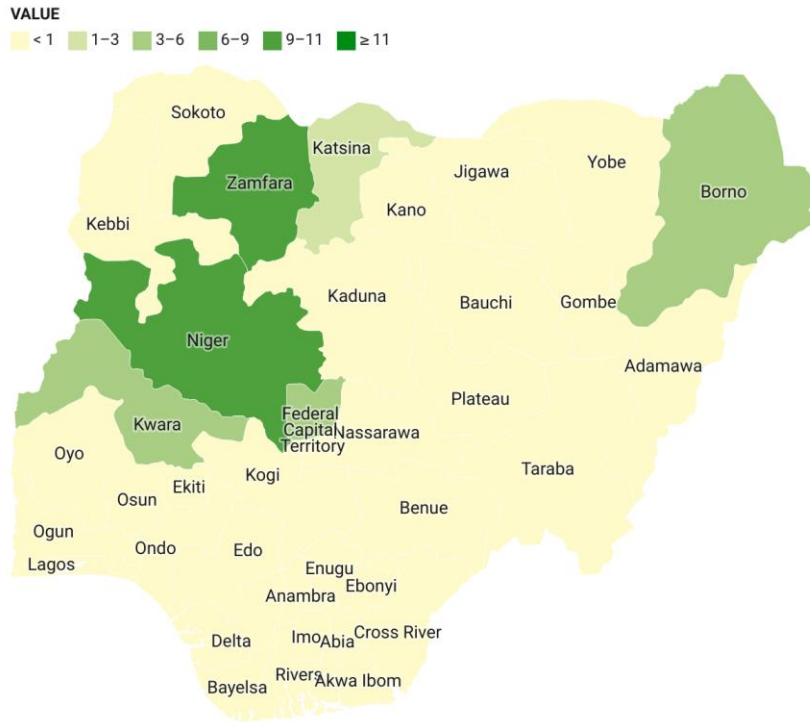 VALUE
< 1 1–3 3–6 6–9 9–11 ≥ 11
Sokoto
Katsina
Zamfara
Jigawa
Yobe
Borno
Kano
Kebbi
Kaduna
Bauchi
Gombe
Niger
Adamawa
Plateau
Federal
Capital
Territory
Nassarawa
Kwara
Oyo
Kogi
Taraba
Ekiti
Osun
Benue
Ogun
Ondo
Edo
Lagos
Enugu
Ebonyi
Anambra
Delta
Imo
Abia
Cross River
Rivers
Akwa Ibom
Bayelsa